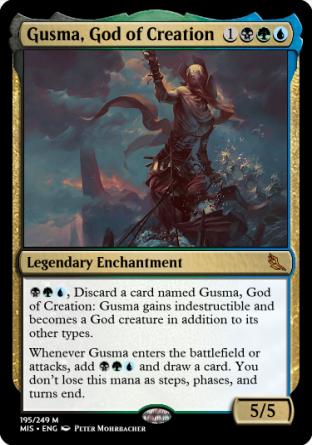 Gusma, God of Creation 1
Legendary Enchantment
, Discard a card named Gusma, God
of Creation: Gusma gains indestructible and
becomes a God creature in addition to its
other types.
Whenever Gusma enters the battlefield or
attacks, add and draw a card. You
don't lose this mana as steps, phases, and
turns end.
5/5
195/249 M
MIS • ENG Peter Mohrbacher